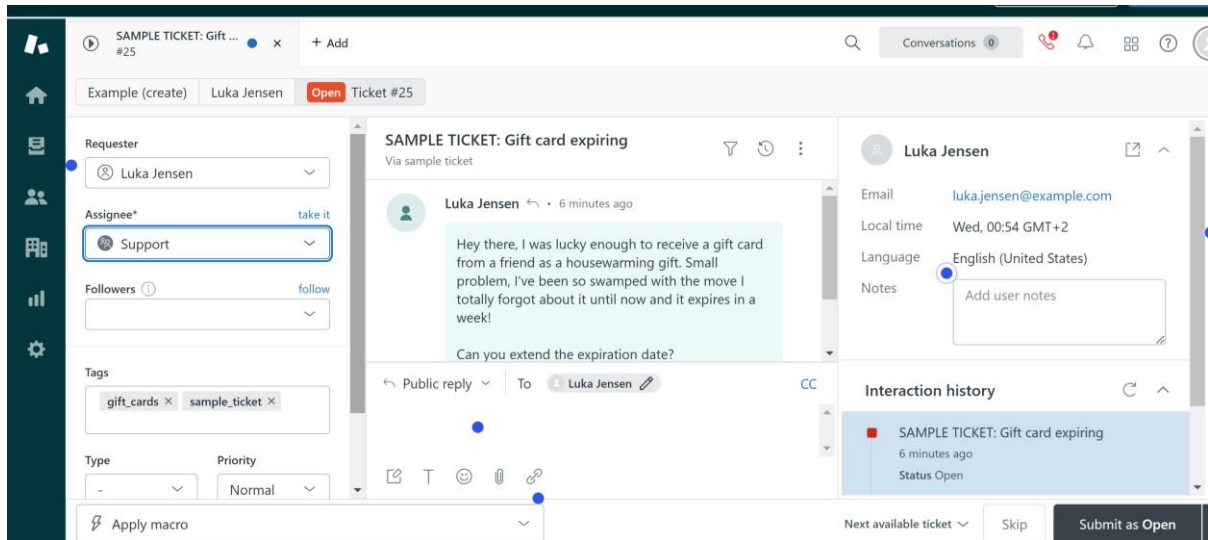 SAMPLE TICKET: Gift ...
#25
+ Add
Conversations 0
Example (create)
Luka Jensen
Open Ticket #25
Requester
Luka Jensen
Assignee*
take it
Support
Followers
follow
Tags
gift_cards ×
sample_ticket ×
Type
Priority
-
Normal
SAMPLE TICKET: Gift card expiring
Via sample ticket
Luka Jensen
• 6 minutes ago
Hey there, I was lucky enough to receive a gift card
from a friend as a housewarming gift. Small
problem, I've been so swamped with the move I
totally forgot about it until now and it expires in a
week!
Can you extend the expiration date?
Public reply
To
Luka Jensen
CC
T
Luka Jensen
Email
luka.jensen@example.com
Local time
Wed, 00:54 GMT+2
Language
English (United States)
Notes
Add user notes
Interaction history
SAMPLE TICKET: Gift card expiring
6 minutes ago
Status Open
Apply macro
Next available ticket
Skip
Submit as Open